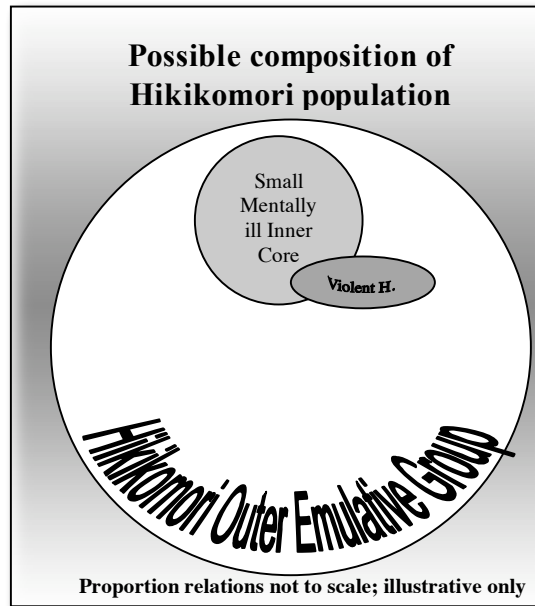 Possible composition of
Hikikomori population
Small
Mentally
ill Inner
Core
Violent H.
Hikikomori Outer Emulative Group
Proportion relations not to scale; illustrative only